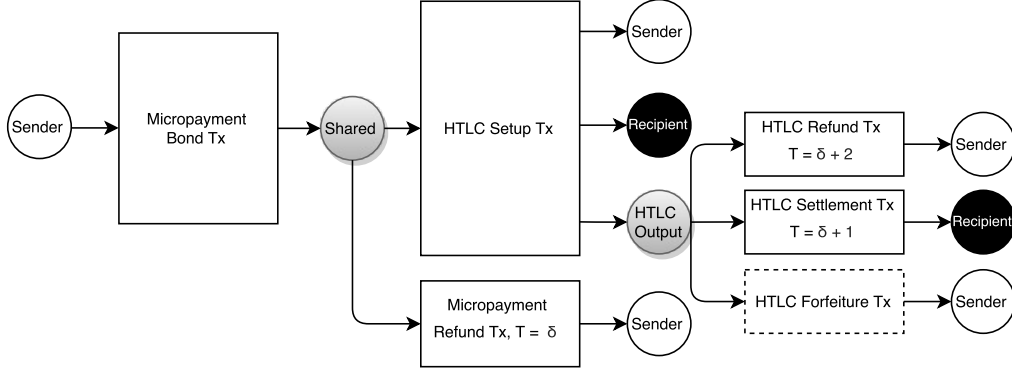 Sender
Micropayment
Bond Tx
Shared
HTLC Setup Tx
Sender
Recipient
HTLC
Output
Micropayment
Refund Tx, T = δ
Sender
HTLC Refund Tx
T = δ + 2
Sender
HTLC Settlement Tx
T = δ + 1
Recipient
HTLC Forfeiture Tx
Sender